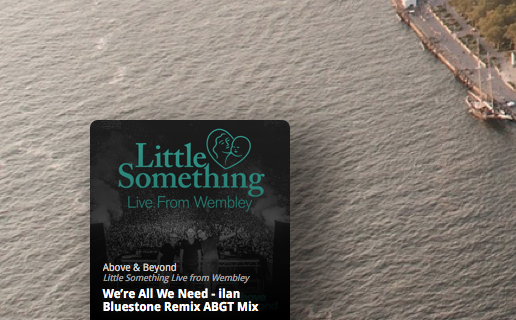 Little
Something
Live From Wembley
Above & Beyond
Little Something Live from Wembley
We're All We Need - ilan
Bluestone Remix ABGT Mix